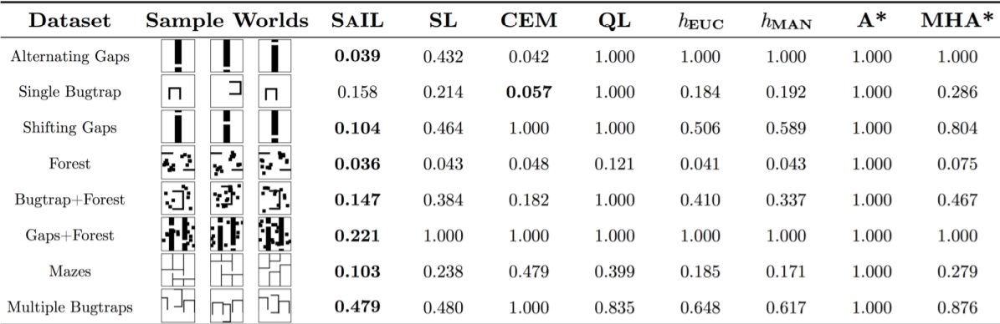 Dataset Sample Worlds SAIL SL CEM QL hEUC hMAN A* MHA*
Alternating Gaps 0.039 0.432 0.042 1.000 1.000 1.000 1.000 1.000
Single Bugtrap 0.158 0.214 0.057 1.000 0.184 0.192 1.000 0.286
Shifting Gaps 0.104 0.464 1.000 1.000 0.506 0.589 1.000 0.804
Forest 0.036 0.043 0.048 0.121 0.041 0.043 1.000 0.075
Bugtrap+Forest 0.147 0.384 0.182 1.000 0.410 0.337 1.000 0.467
Gaps+Forest 0.221 1.000 1.000 1.000 1.000 1.000 1.000 1.000
Mazes 0.103 0.238 0.479 0.399 0.185 0.171 1.000 0.279
Multiple Bugtraps 0.479 0.480 1.000 0.835 0.648 0.617 1.000 0.876